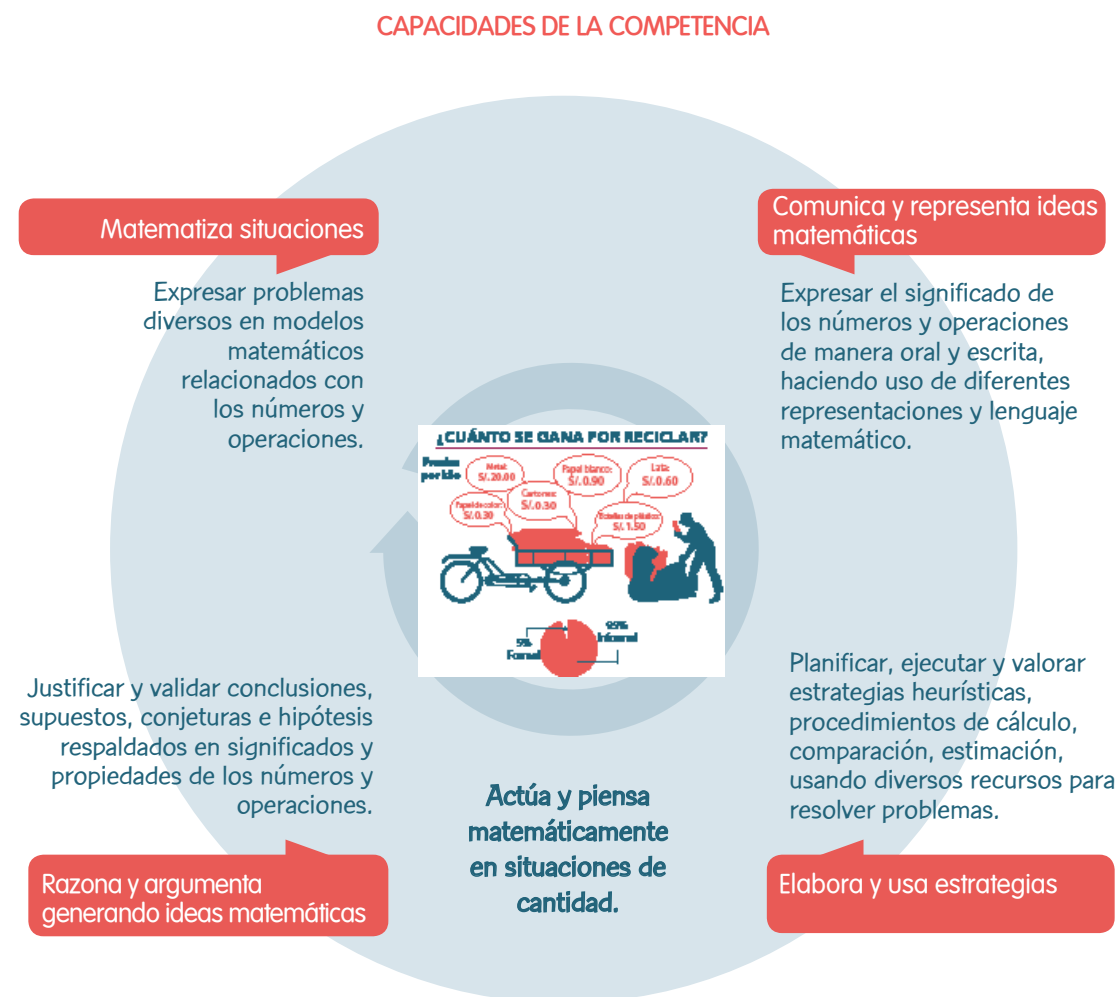 CAPACIDADES DE LA COMPETENCIA
Matematiza situaciones
Expresar problemas
diversos en modelos
matemáticos
relacionados con
los números y
operaciones.
Comunica y representa ideas
matemáticas
Expresar el significado de
los números y operaciones
de manera oral y escrita,
haciendo uso de diferentes
representaciones y lenguaje
matemático.
¿CUÁNTO SE GANA POR RECICLAR?
Precios
por kilo
Metal:
S/.20.00
Papel blanco:
S/.0.90
Lata:
S/.0.60
Papel de color:
S/.0.30
Cartones:
S/.0.30
Botellas de plástico:
S/.1.50
5%
Formal
95%
Informal
Justificar y validar conclusiones,
supuestos, conjeturas e hipótesis
respaldados en significados y
propiedades de los números y
operaciones.
Razona y argumenta
generando ideas matemáticas
Actúa y piensa
matemáticamente
en situaciones de
cantidad.
Planificar, ejecutar y valorar
estrategias heurísticas,
procedimientos de cálculo,
comparación, estimación,
usando diversos recursos para
resolver problemas.
Elabora y usa estrategias